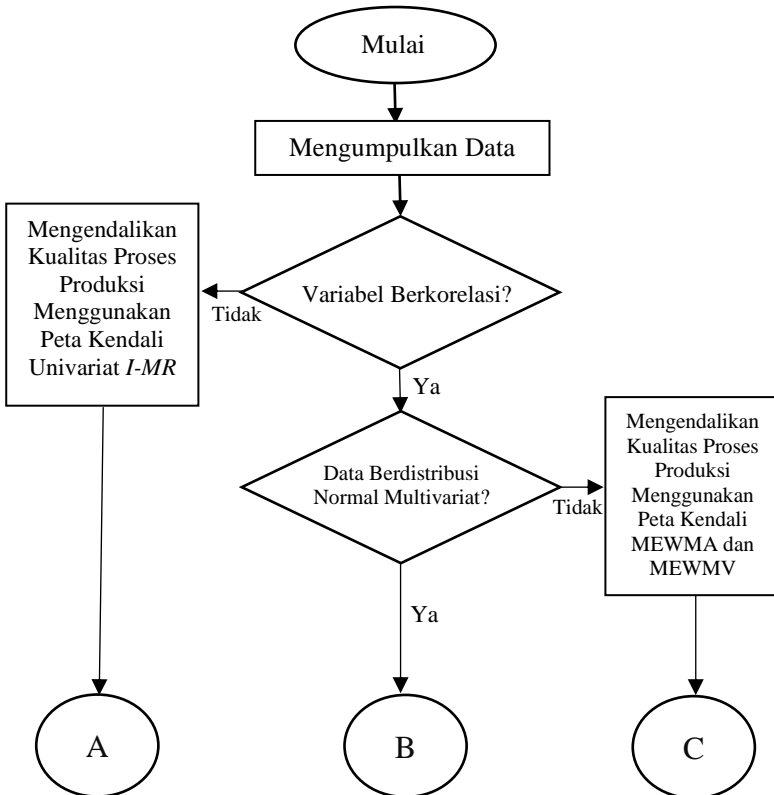 Mulai
Mengumpulkan Data
Mengendalikan
Kualitas Proses
Produksi
Menggunakan
Peta Kendali
Univariat I-MR
Tidak
Variabel Berkorelasi?
Ya
Data Berdistribusi
Normal Multivariat?
Tidak
Mengendalikan
Kualitas Proses
Produksi
Menggunakan
Peta Kendali
MEWMA dan
MEWMV
Ya
A
B
C